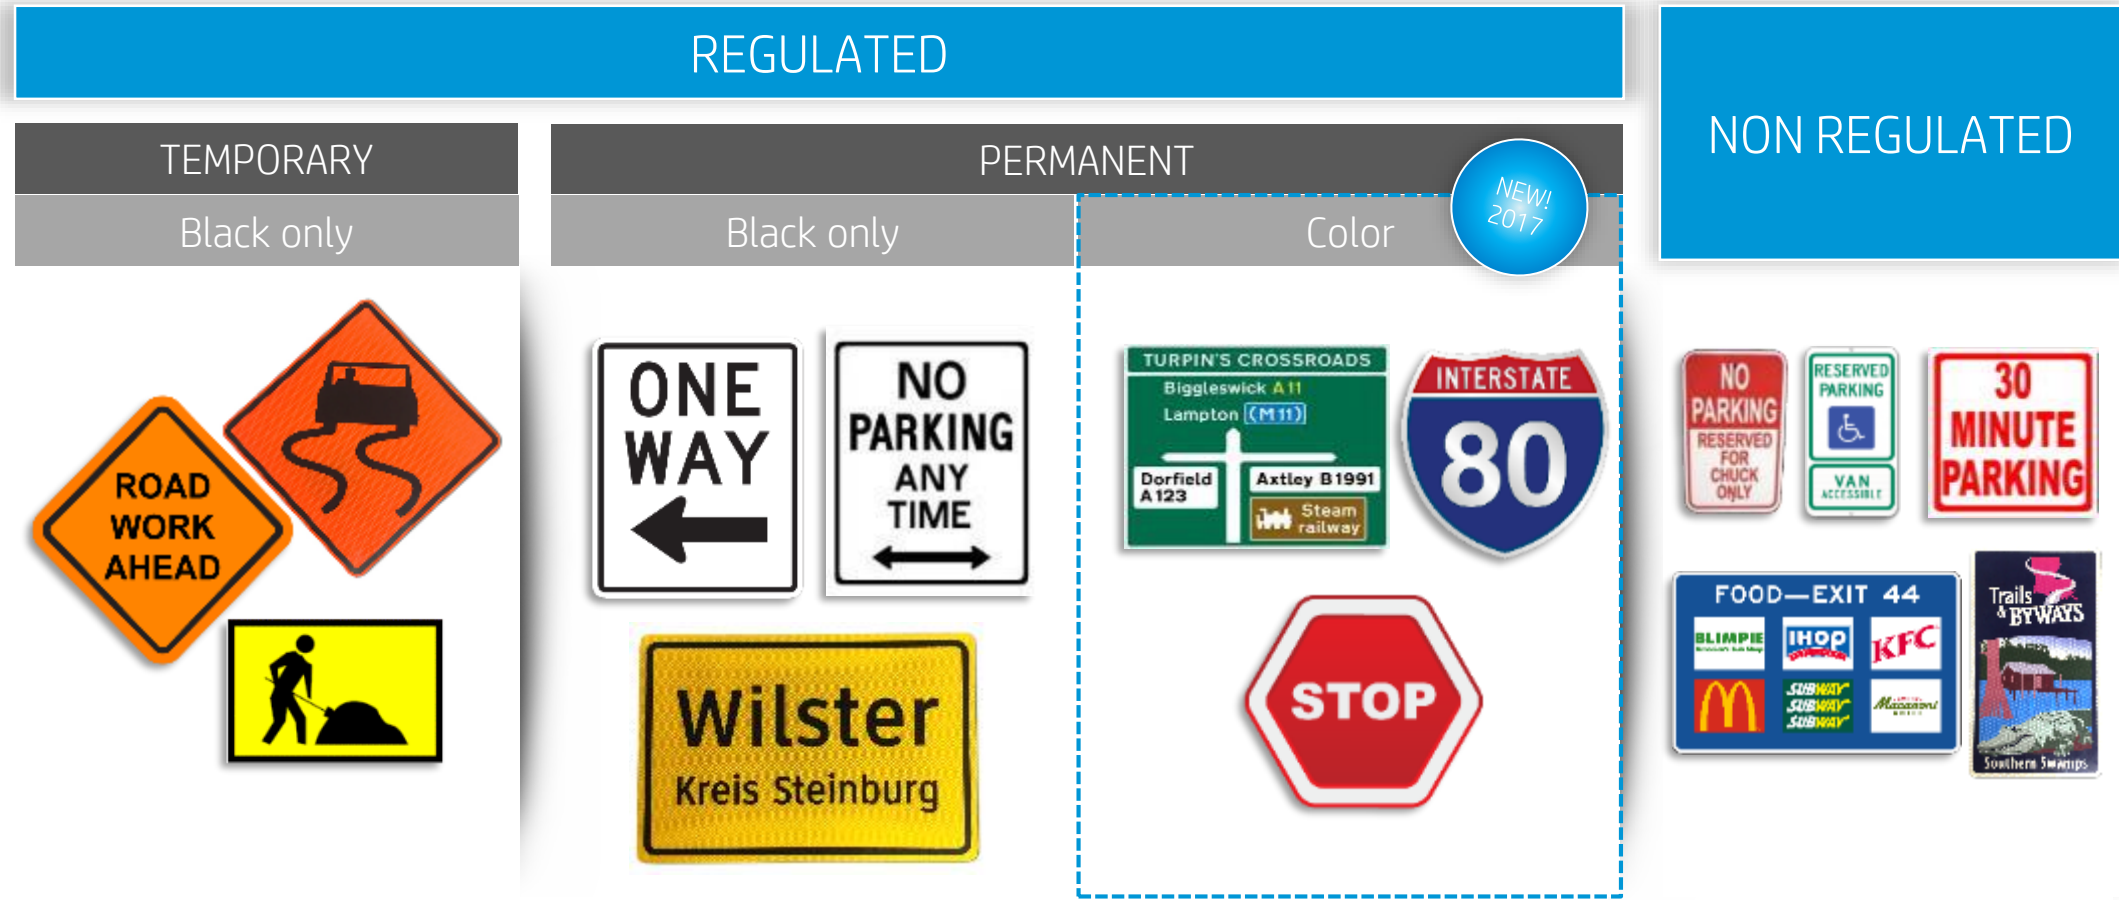 REGULATED
NON REGULATED
TEMPORARY
PERMANENT
NEW!
2017
Black only
Black only
Color
ROAD
WORK
AHEAD
ONE
WAY
NO
PARKING
ANY
TIME
Wilster
Kreis Steinburg
TURPIN'S CROSSROADS
Biggleswick A11
Lampton (M11)
Dorfield
A123
Axtley B1991
Steam
railway
INTERSTATE
80
STOP
NO
PARKING
RESERVED
FOR
CHUCK
ONLY
RESERVED
PARKING
VAN
ACCESSIBLE
30
MINUTE
PARKING
FOOD—EXIT 44
BLIMPIE
IHOP
KFC
SUBWAY
SUBWAY
SUBWAY
Macaroni
Trails
& BYWAYS
Southern Swamps